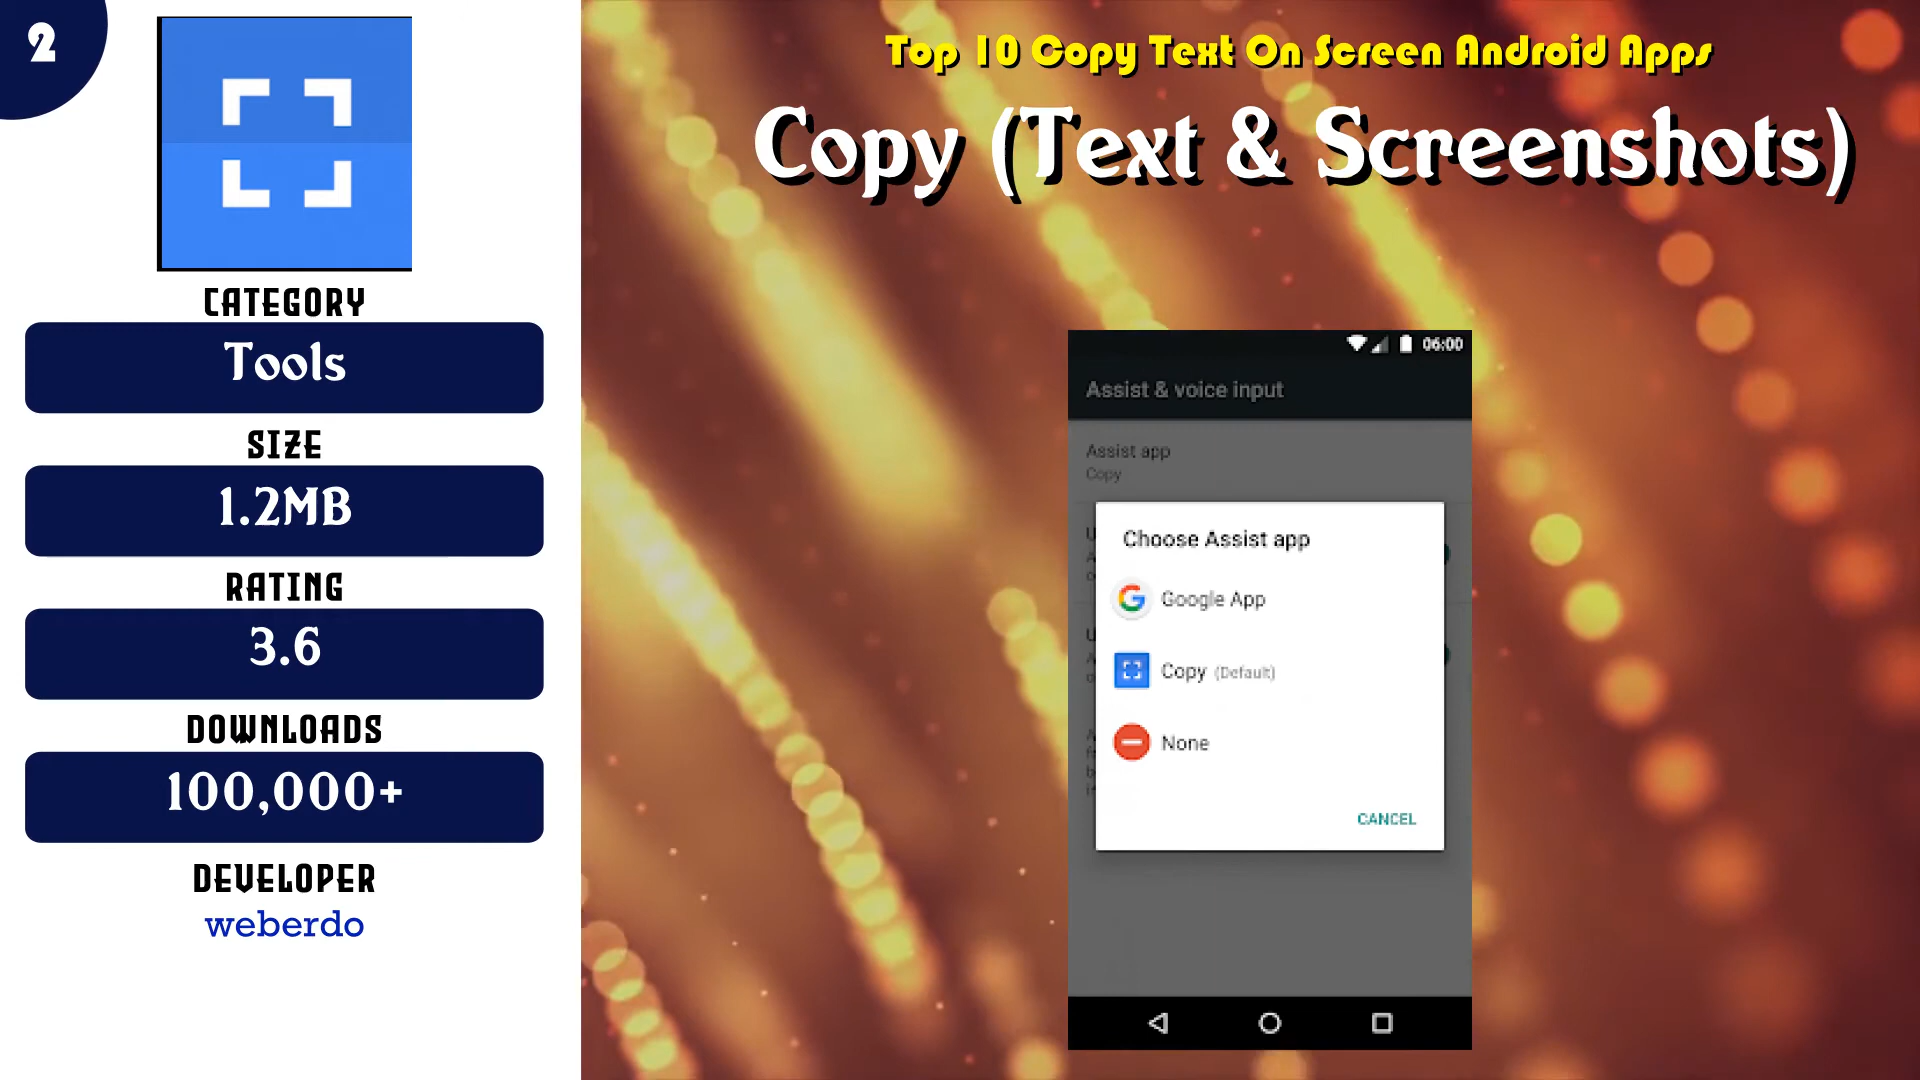 2
CATEGORY
Tools
SIZE
1.2MB
RATING
3.6
DOWNLOADS
100,000+
DEVELOPER
weberdo
Top 10 Copy Text On Screen Android Apps
Copy (Text & Screenshots)
06:00
Assist & voice input
Assist app
Copy
Choose Assist app
Google App
Copy (Default)
None
CANCEL